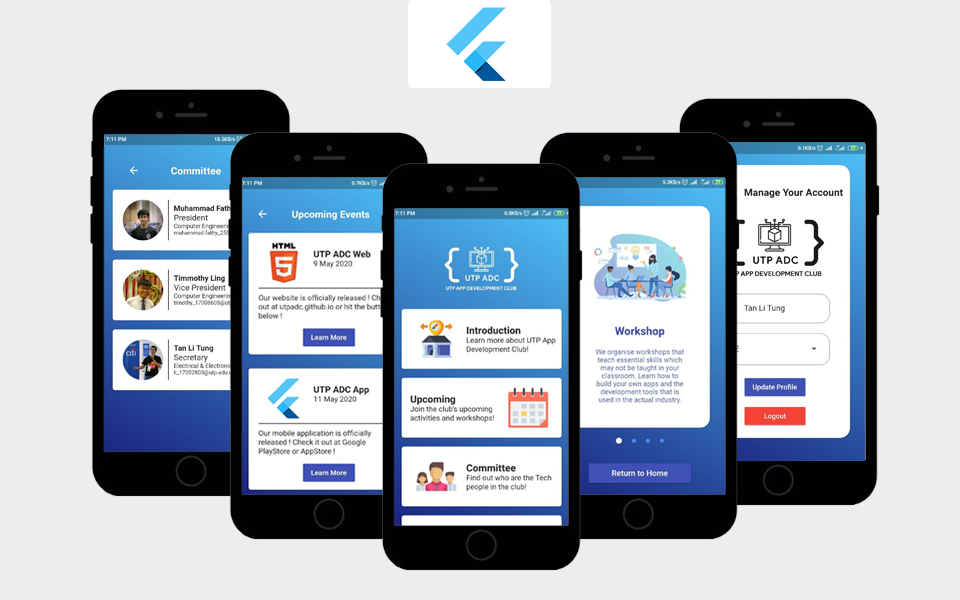 7:11 PM
18.5KB/s
Committee
Muhammad Fath
President
Computer Engineering
muhammad.fathy_255
Timmothy Ling
Vice President
Computer Engineering
timothy_17008605@ut
Tan Li Tung
Secretary
Electrical & Electroni
li_17002803@utp.edu.
citi
7:11 PM
0.7KB/s
Upcoming Events
HTML
5
UTP ADC Web
9 May 2020
Our website is officially released ! Ch
out at utpadc.github.io or hit the butt
below !
Learn More
UTP ADC App
11 May 2020
Our mobile application is officially
released ! Check it out at Google
PlayStore or AppStore !
Learn More
7:11 PM
0.0KB/s
UTP ADC
UTP APP DEVELOPMENT CLUB
Introduction
Learn more about UTP App
Development Club!
Upcoming
Join the club's upcoming
activities and workshops!
Committee
Find out who are the Tech
people in the club!
5.2KB/s
Workshop
We organise workshops that
teach essential skills which
may not be taught in your
classroom. Learn how to
build your own apps and the
development tools that is
used in the actual industry.
Return to Home
0.1KB/s
Manage Your Account
UTP ADC
P APP DEVELOPMENT CLUB
Tan Li Tung
E
Update Profile
Logout